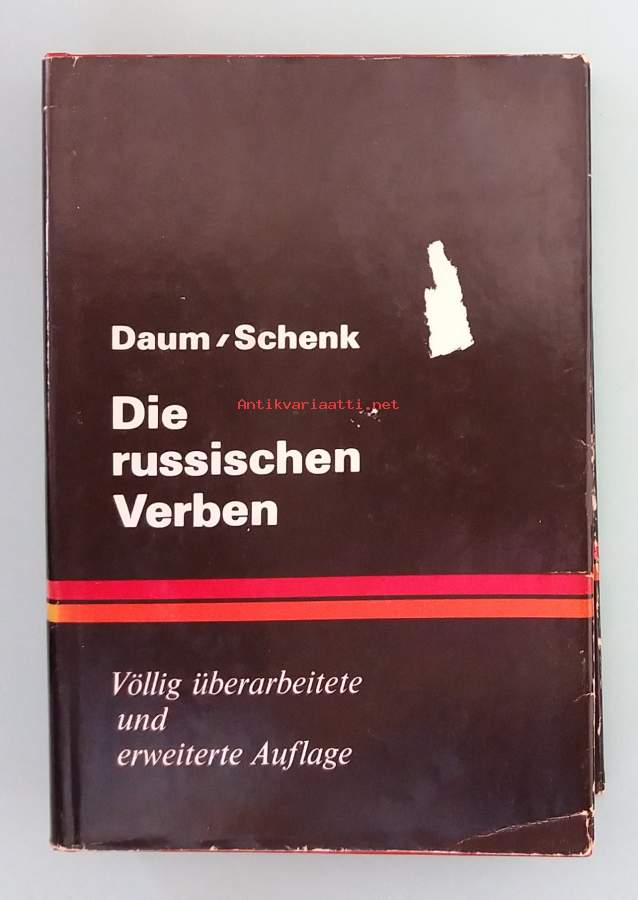 Daum/Schenk
Die
Antikvariaatti.net
russischen
Verben
Völlig überarbeitete
und
erweiterte Auflage